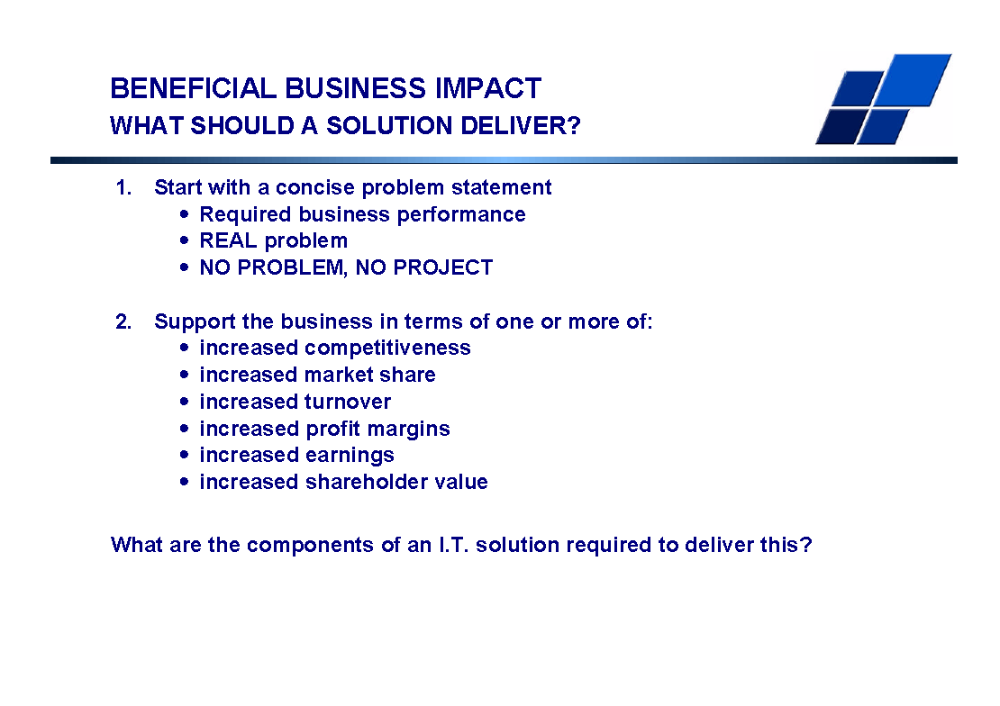 BENEFICIAL BUSINESS IMPACT
WHAT SHOULD A SOLUTION DELIVER?
1. Start with a concise problem statement
• Required business performance
• REAL problem
• NO PROBLEM, NO PROJECT
2. Support the business in terms of one or more of:
• increased competitiveness
• increased market share
• increased turnover
• increased profit margins
• increased earnings
• increased shareholder value
What are the components of an I.T. solution required to deliver this?